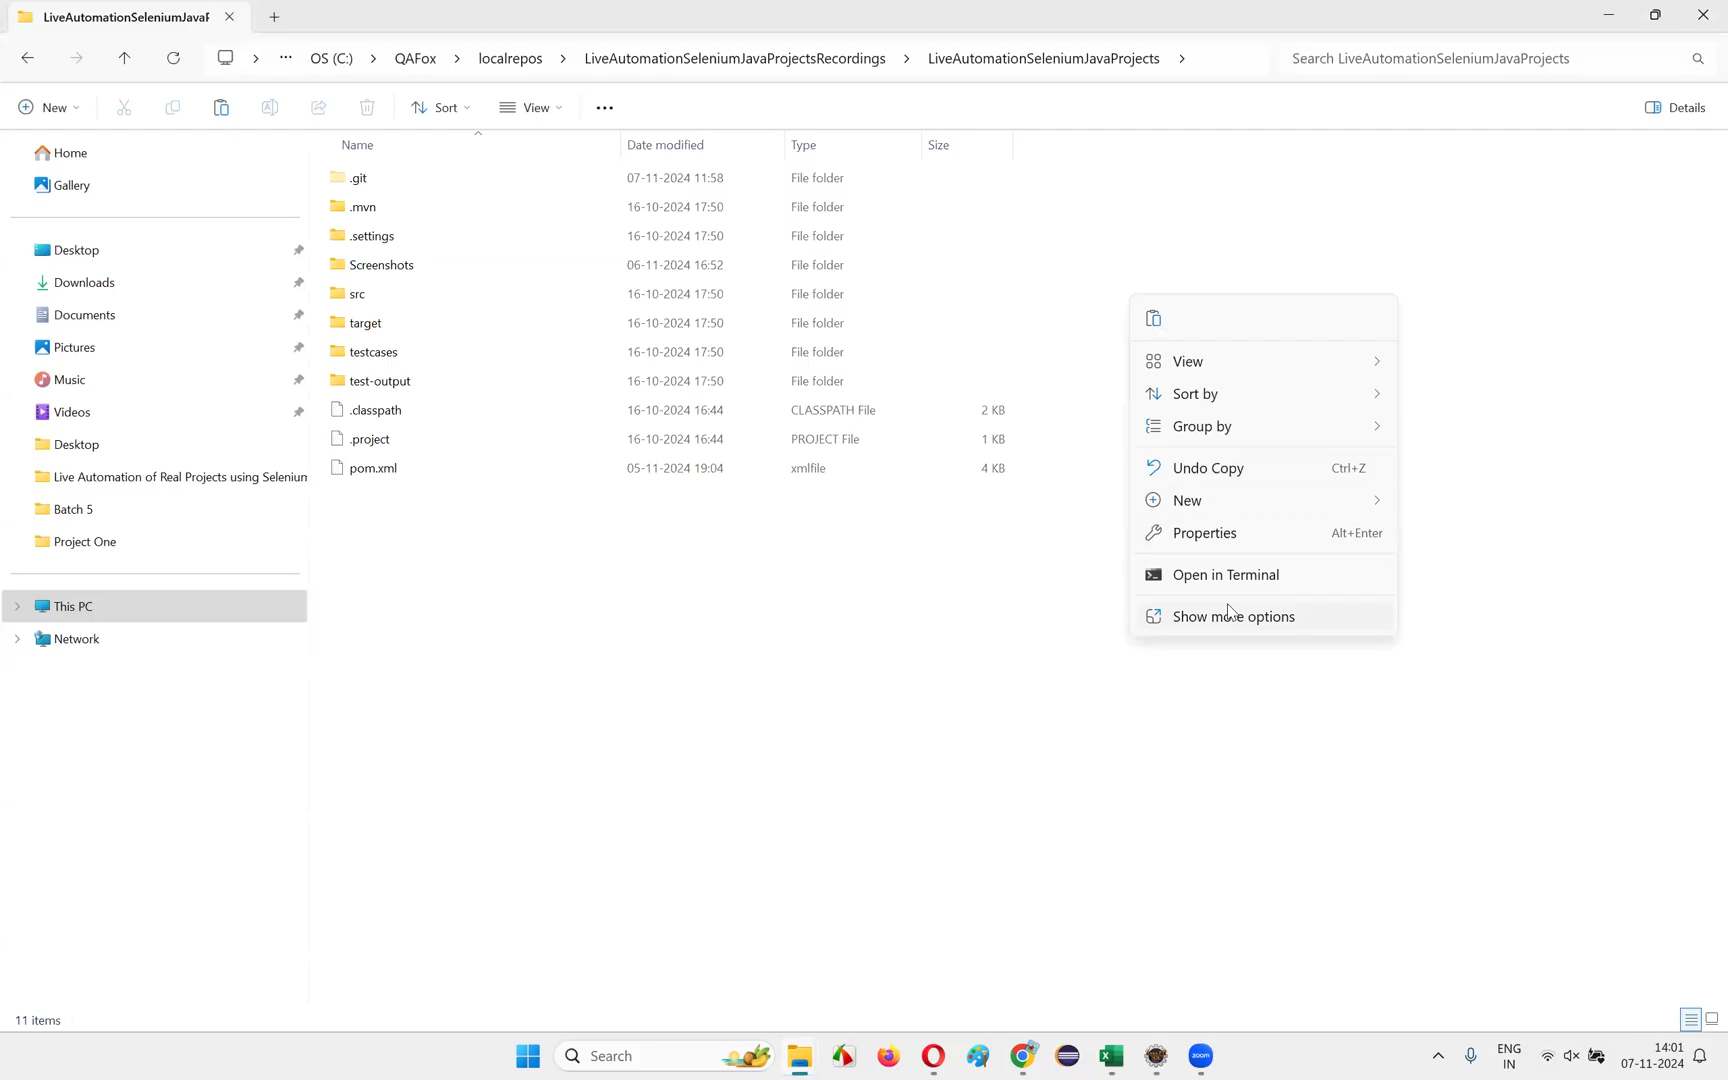 LiveAutomationSeleniumJavaF
OS (C:) QAFox localrepos LiveAutomationSeleniumJavaProjectsRecordings LiveAutomationSeleniumJavaProjects
Search LiveAutomationSeleniumJavaProjects
New Sort View Details
Name Date modified Type Size
Home
Gallery
Desktop
Downloads
Documents
Pictures
Music
Videos
Desktop
Live Automation of Real Projects using Selenium
Batch 5
Project One
This PC
Network
.git 07-11-2024 11:58 File folder
.mvn 16-10-2024 17:50 File folder
.settings 16-10-2024 17:50 File folder
Screenshots 06-11-2024 16:52 File folder
src 16-10-2024 17:50 File folder
target 16-10-2024 17:50 File folder
testcases 16-10-2024 17:50 File folder
test-output 16-10-2024 17:50 File folder
.classpath 16-10-2024 16:44 CLASSPATH File 2 KB
.project 16-10-2024 16:44 PROJECT File 1 KB
pom.xml 05-11-2024 19:04 xmlfile 4 KB
View
Sort by
Group by
Undo Copy Ctrl+Z
New
Properties Alt+Enter
Open in Terminal
Show more options
11 items
Search
zoom
ENG
IN
14:01
07-11-2024